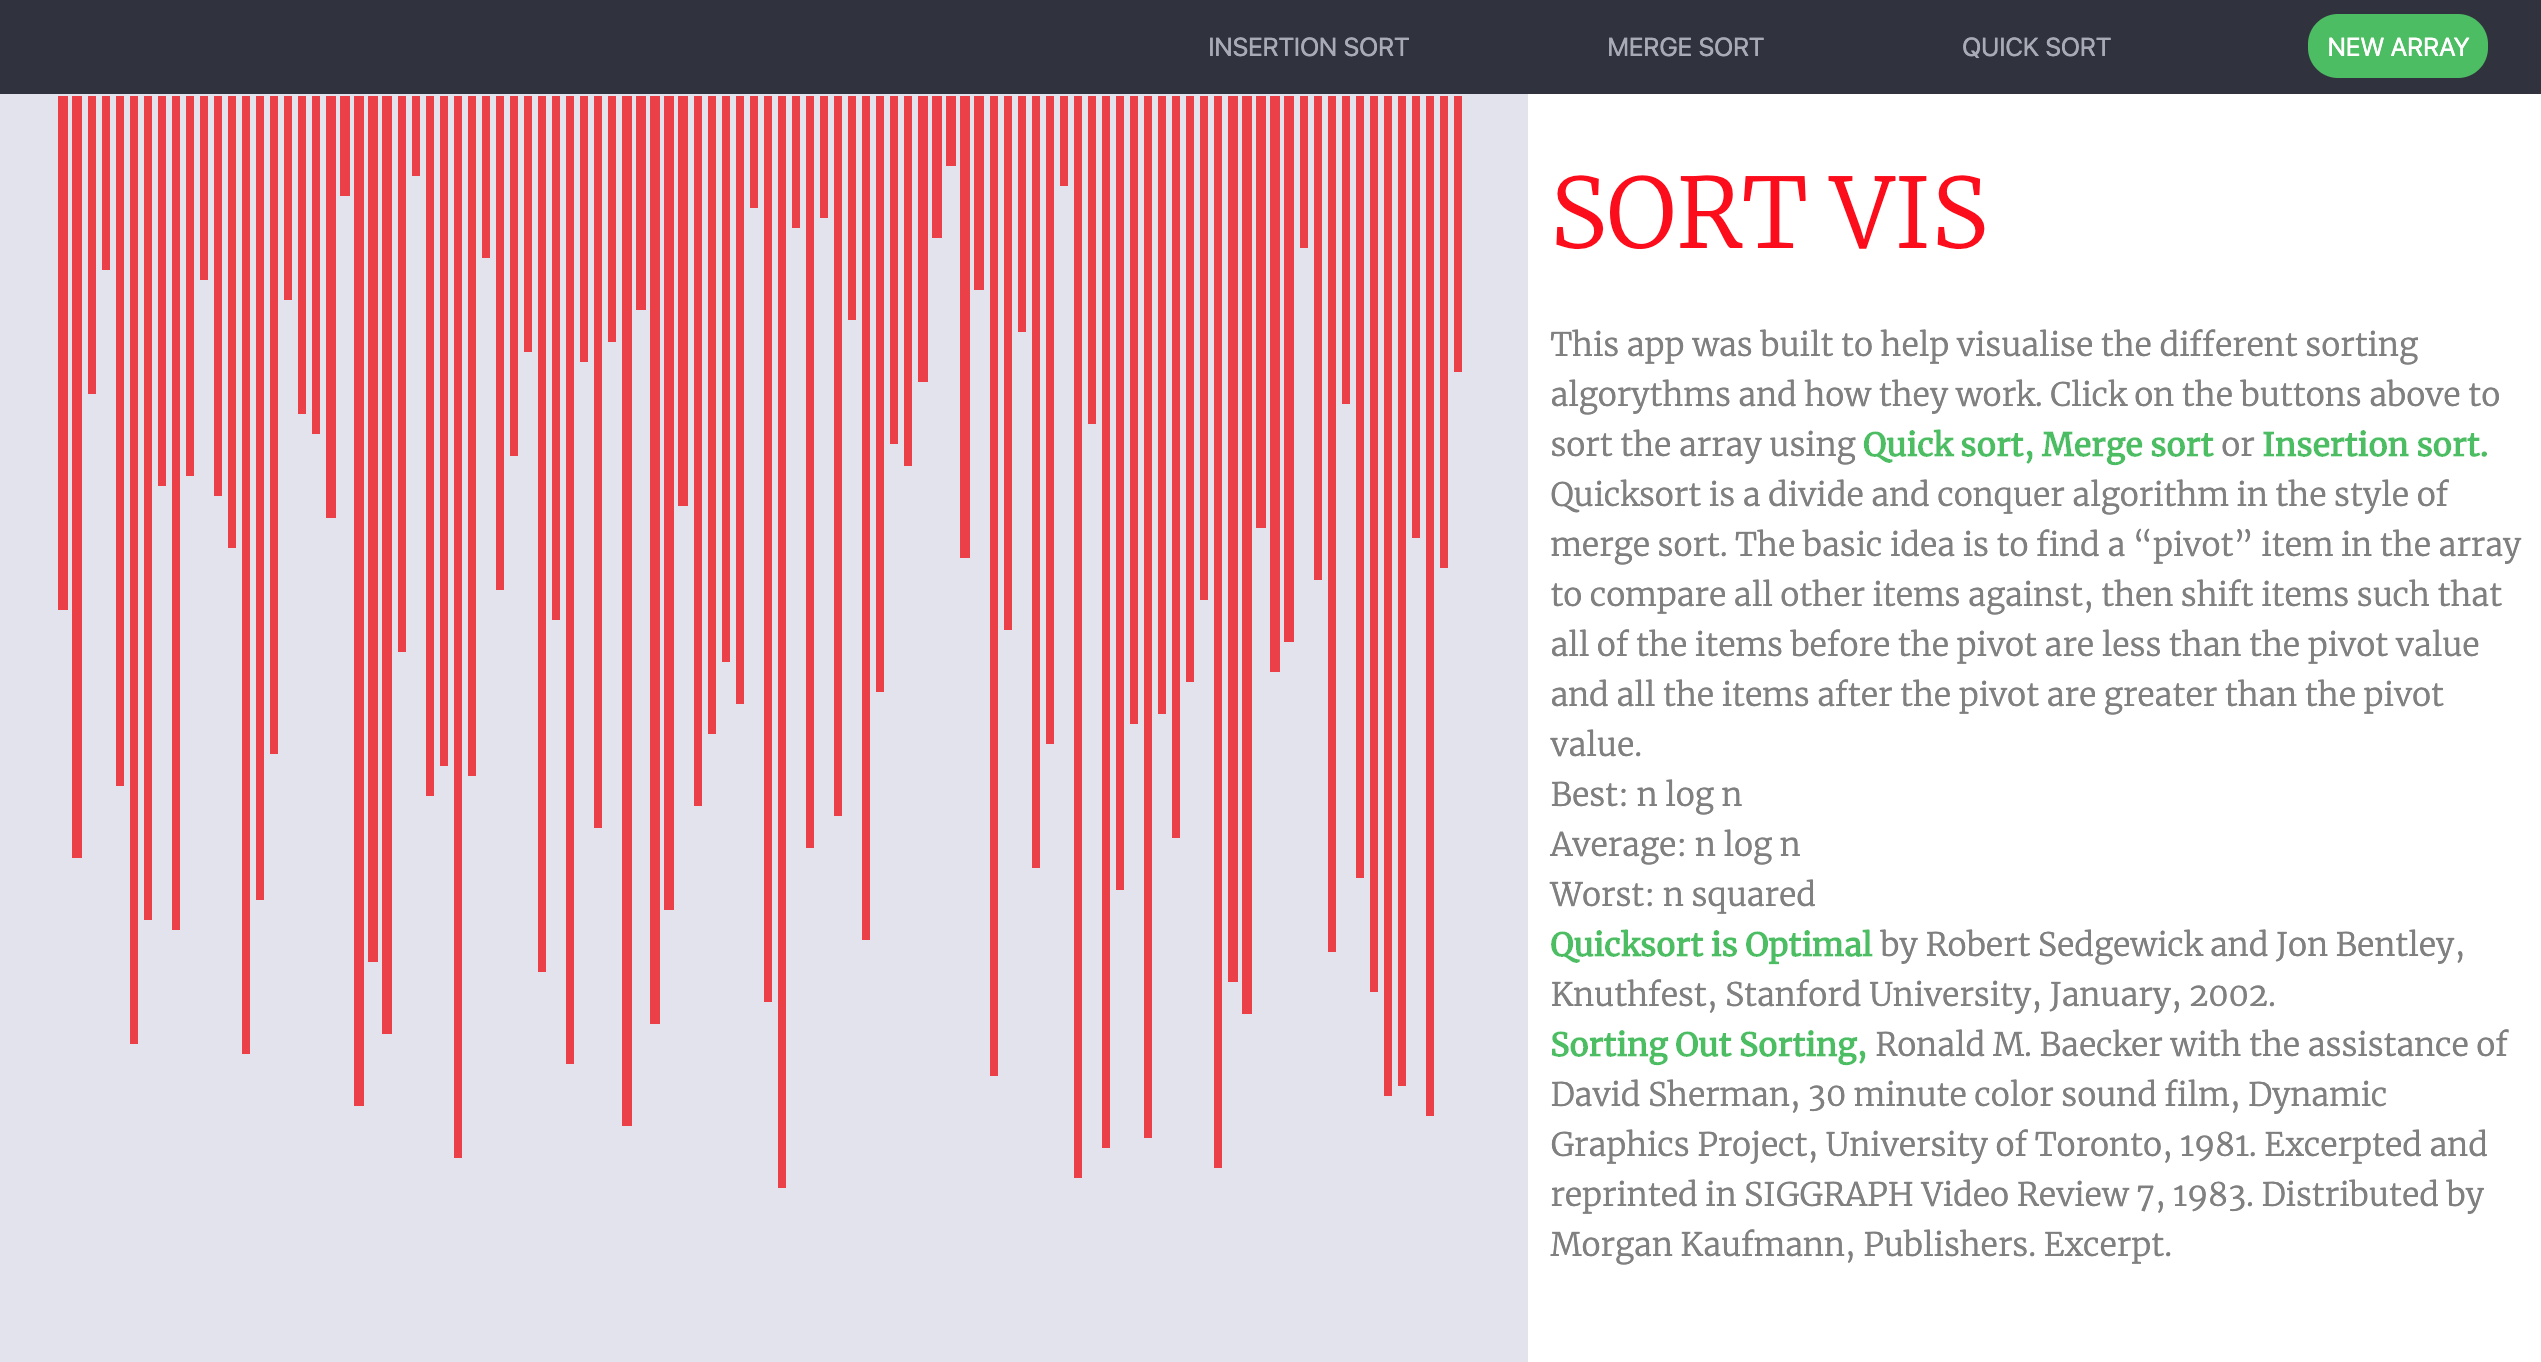 INSERTION SORT MERGE SORT QUICK SORT NEW ARRAY
SORT VIS
This app was built to help visualise the different sorting
algorythms and how they work. Click on the buttons above to
sort the array using Quick sort, Merge sort or Insertion sort.
Quicksort is a divide and conquer algorithm in the style of
merge sort. The basic idea is to find a “pivot” item in the array
to compare all other items against, then shift items such that
all of the items before the pivot are less than the pivot value
and all the items after the pivot are greater than the pivot
value.
Best: n log n
Average: n log n
Worst: n squared
Quicksort is Optimal by Robert Sedgewick and Jon Bentley,
Knuthfest, Stanford University, January, 2002.
Sorting Out Sorting, Ronald M. Baecker with the assistance of
David Sherman, 30 minute color sound film, Dynamic
Graphics Project, University of Toronto, 1981. Excerpted and
reprinted in SIGGRAPH Video Review 7, 1983. Distributed by
Morgan Kaufmann, Publishers. Excerpt.